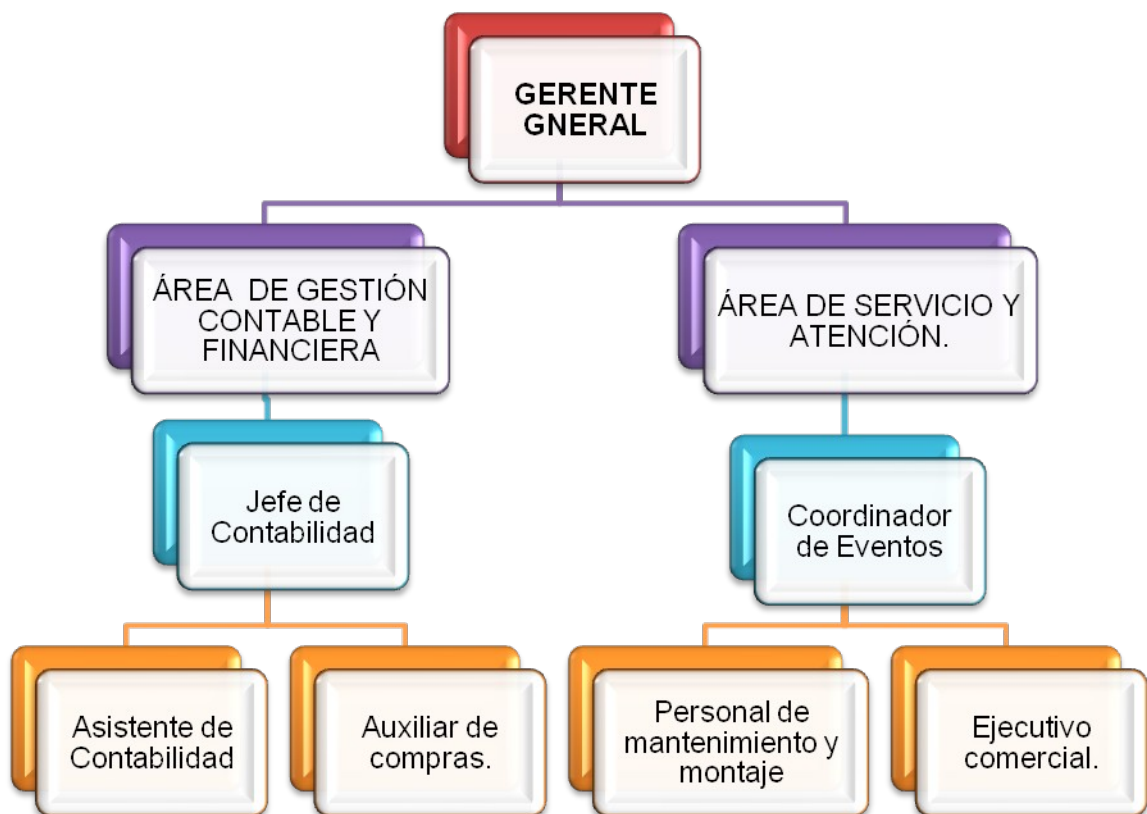 GERENTE
GNERAL
ÁREA DE GESTIÓN
CONTABLE Y
FINANCIERA
ÁREA DE SERVICIO Y
ATENCIÓN.
Jefe de
Contabilidad
Coordinador
de Eventos
Asistente de
Contabilidad
Auxiliar de
compras.
Personal de
mantenimiento y
montaje
Ejecutivo
comercial.